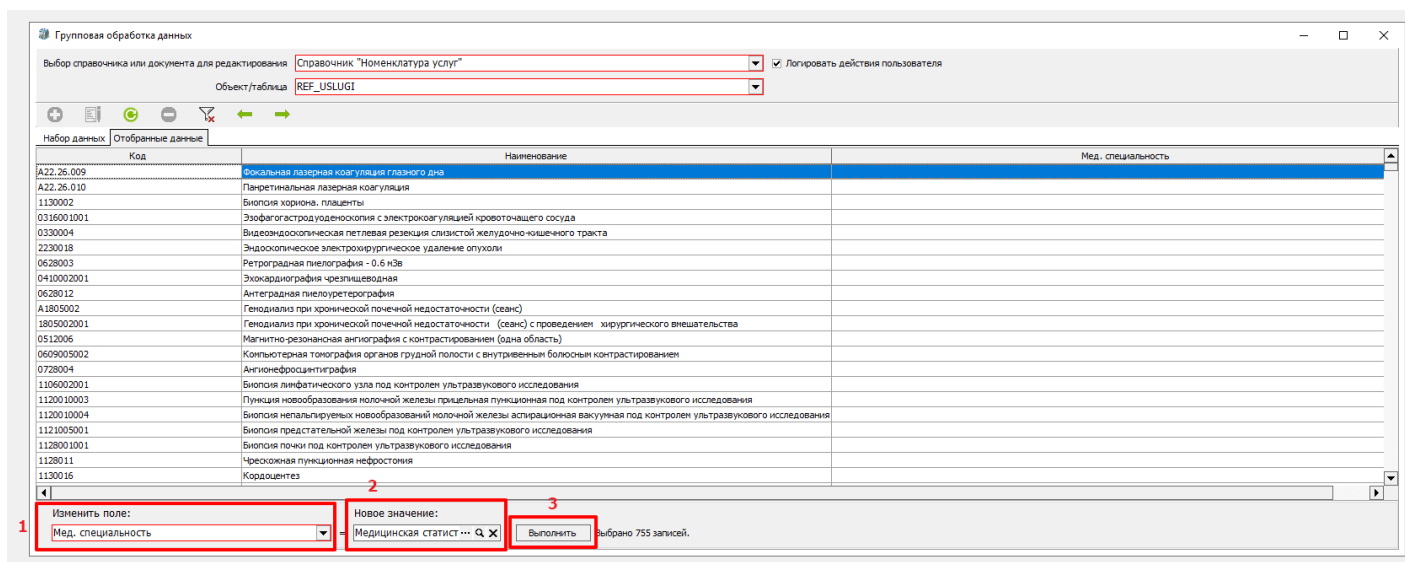 Групповая обработка данных
Выбор справочника или документа для редактирования Справочник "Номенклатура услуг" Логировать действия пользователя
Объект/таблица REF_USLUGI
Набор данных Отобранные данные
Код Наименование Мед. специальность
A22.26.009 Фокальная лазерная коагуляция глазного дна
A22.26.010 Панретинальная лазерная коагуляция
1130002 Биопсия хориона. плаценты
0316001001 Эзофагогастродуоденоскопия с электрокоагуляцией кровоточащего сосуда
0330004 Видеоэндоскопическая петлевая резекция слизистой желудочно-кишечного тракта
2230018 Эндоскопическое электрохирургическое удаление опухоли
0628003 Ретроградная пиелография - 0.6 мЗв
0410002001 Эхокардиография чрезпищеводная
0628012 Антеградная пиелоуретерография
A1805002 Гемодиализ при хронической почечной недостаточности (сеанс)
1805002001 Гемодиализ при хронической почечной недостаточности (сеанс) с проведением хирургического вмешательства
0512006 Магнитно-резонансная ангиография с контрастированием (одна область)
0609005002 Компьютерная томография органов грудной полости с внутривенным болюсным контрастированием
0728004 Ангионефросцинтиграфия
1106002001 Биопсия лимфатического узла под контролем ультразвукового исследования
1120010003 Пункция новообразования молочной железы прицельная пункционная под контролем ультразвукового исследования
1120010004 Биопсия непальпируемых новообразований молочной железы аспирационная вакуумная под контролем ультразвукового исследования
1121005001 Биопсия предстательной железы под контролем ультразвукового исследования
1128001001 Биопсия почки под контролем ультразвукового исследования
1128011 Чрескожная пункционная нефростомия
1130016 Кордоцентез
2
3
Изменить поле: Новое значение:
1 Мед. специальность = Медицинская статист ... Выполнить Выбрано 755 записей.